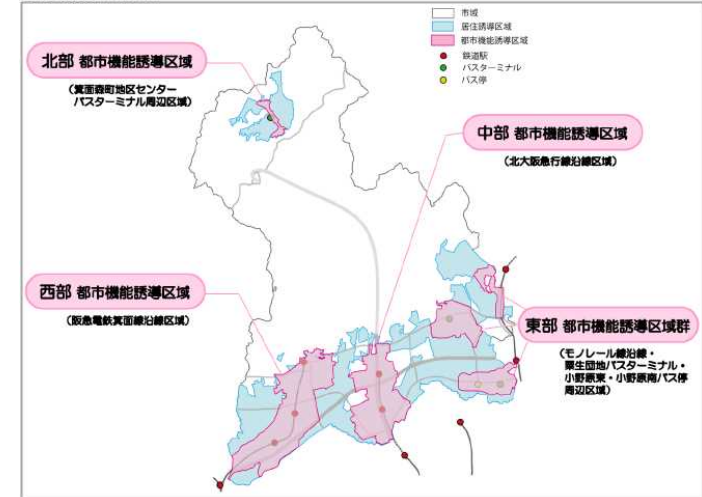 市域
居住誘導区域
都市機能誘導区域
鉄道駅
バスターミナル
バス停
北部 都市機能誘導区域
（箕面森町地区センター
バスターミナル周辺区域）
中部 都市機能誘導区域
（北大阪急行線沿線区域）
西部 都市機能誘導区域
（阪急電鉄箕面線沿線区域）
東部 都市機能誘導区域群
（モノレール線沿線・
粟生団地バスターミナル・
小野原東・小野原南バス停
周辺区域）